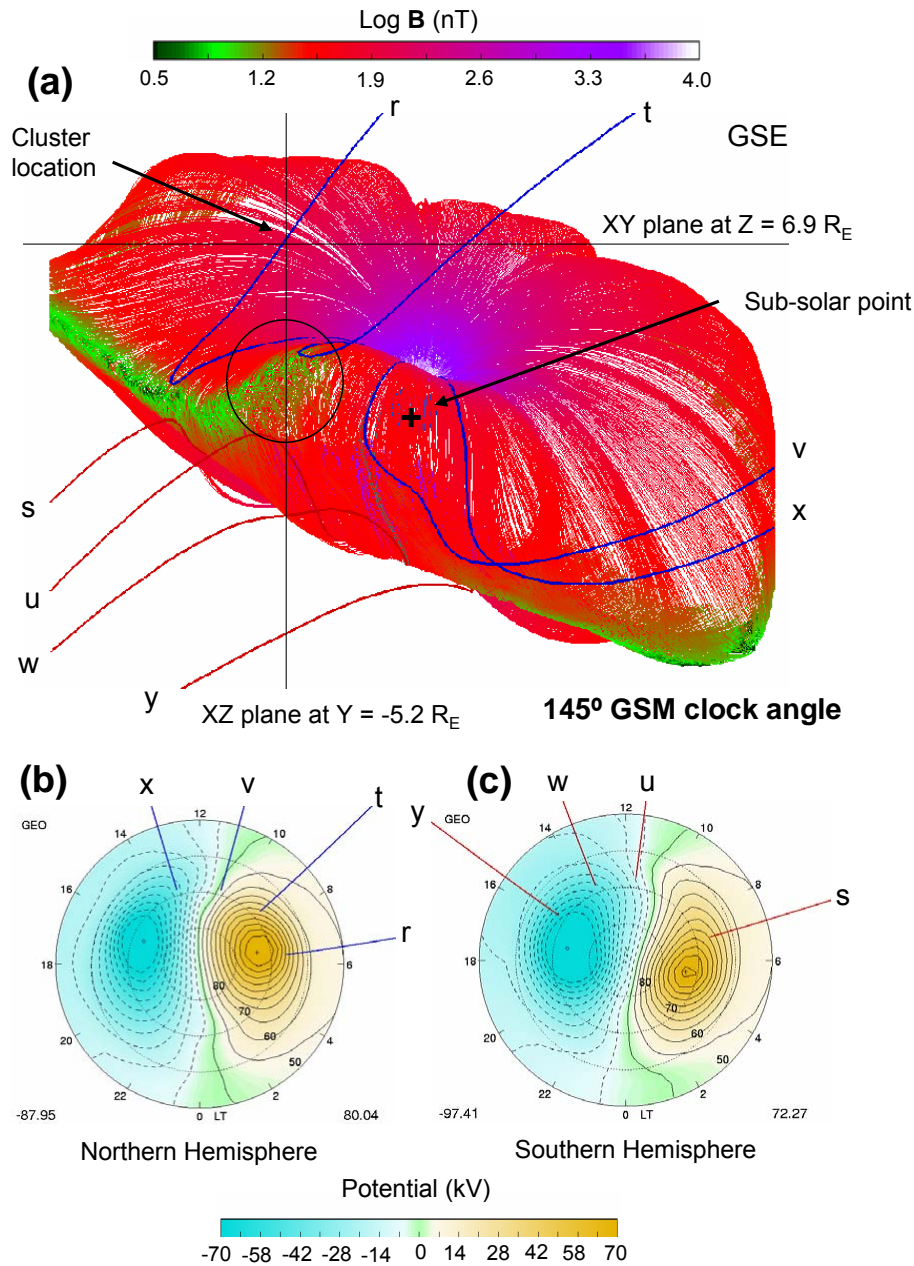 Log B (nT)
0.5 1.2 1.9 2.6 3.3 4.0
(a)
r
t
Cluster
location
GSE
XY plane at Z = 6.9 RE
Sub-solar point
v
s
x
u
w
y
XZ plane at Y = -5.2 RE
145º GSM clock angle
(b)
x
v
t
(c)
w
u
y
GEO
12
14
10
16
8
r
18
6
80
70
60
50
20
4
22
2
0 LT
-87.95
80.04
GEO
12
14
10
16
8
s
18
6
80
70
60
50
20
4
22
2
0 LT
-97.41
72.27
Northern Hemisphere
Southern Hemisphere
Potential (kV)
-70 -58 -42 -28 -14 0 14 28 42 58 70